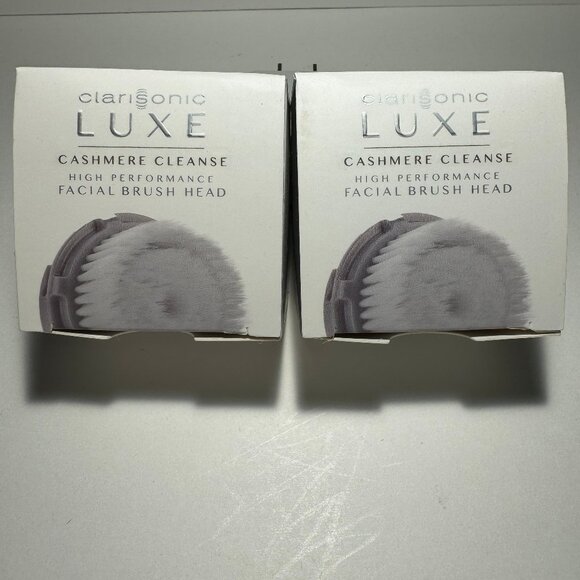 clarisonic
LUXE
CASHMERE CLEANSE
HIGH PERFORMANCE
FACIAL BRUSH HEAD
clarisonic
LUXE
CASHMERE CLEANSE
HIGH PERFORMANCE
FACIAL BRUSH HEAD